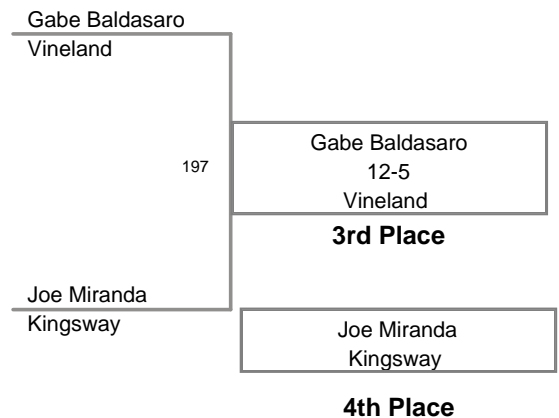 Gabe Baldasaro
Vineland
197
Gabe Baldasaro
12-5
Vineland
3rd Place
Joe Miranda
Kingsway
Joe Miranda
Kingsway
4th Place